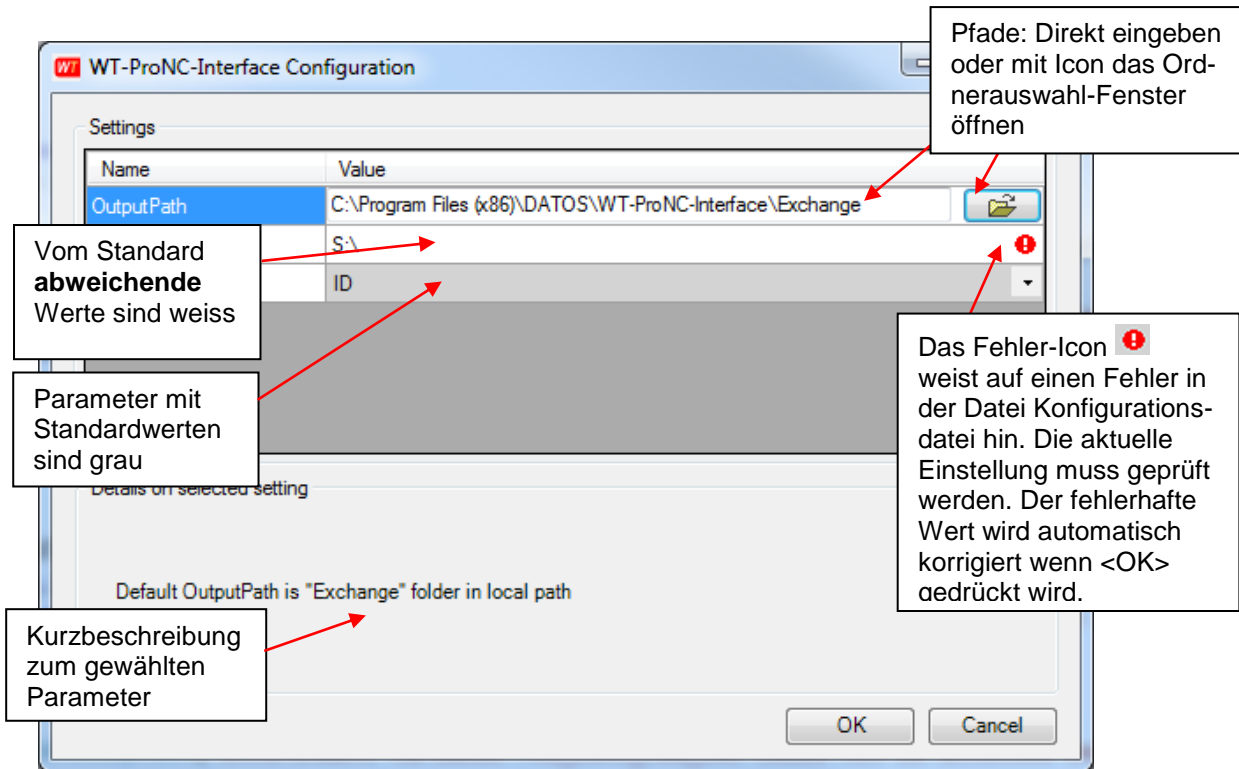 Pfade: Direkt eingeben
oder mit Icon das Ord-
nerauswahl-Fenster
öffnen
WT WT-ProNC-Interface Configuration
Settings
Name Value
OutputPath C:\Program Files (x86)\DATOS\WT-ProNC-Interface\Exchange
S:\
ID
Vom Standard
abweichende
Werte sind weiss
Parameter mit
Standardwerten
sind grau
Das Fehler-Icon
weist auf einen Fehler in
der Datei Konfigurations-
datei hin. Die aktuelle
Einstellung muss geprüft
werden. Der fehlerhafte
Wert wird automatisch
korrigiert wenn <OK>
gedrückt wird.
Details on selected setting
Default OutputPath is "Exchange" folder in local path
Kurzbeschreibung
zum gewählten
Parameter
OK Cancel